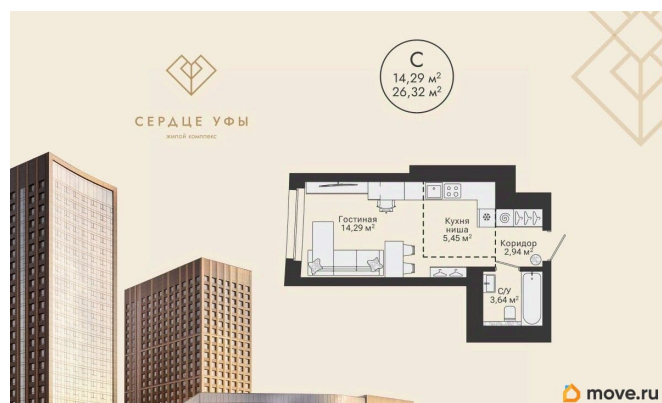 С
14,29 м²
26,32 м²
СЕРДЦЕ УФЫ
жилой комплекс
Гостиная
14,29 м²
Кухня
ниша
5,45 м²
Коридор
2,94 м²
С/У
3,64 м²
move.ru